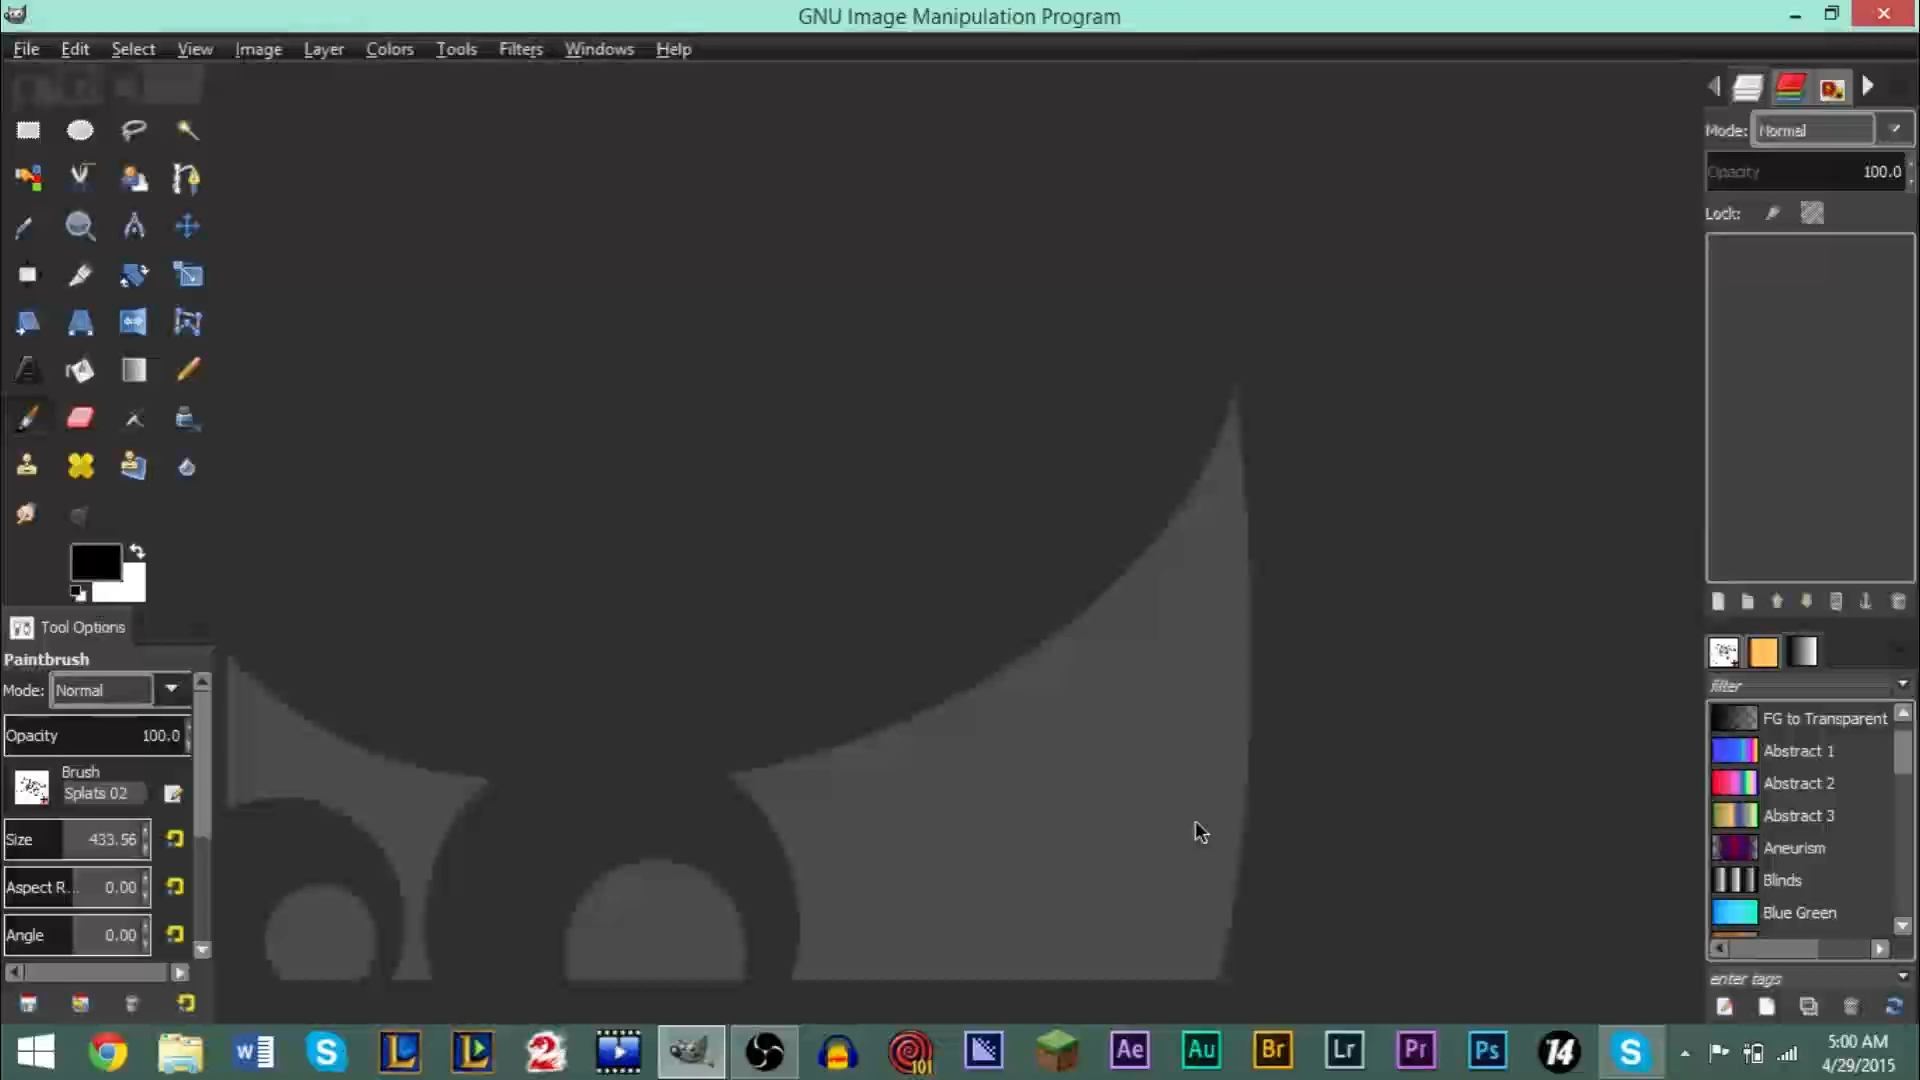 GNU Image Manipulation Program
File Edit Select View Image Layer Colors Tools Filters Windows Help
Mode: Normal
Opacity 100.0
Lock:
Tool Options
Paintbrush
Mode: Normal
Opacity 100.0
Brush
Splats 02
Size 433.56
Aspect R... 0.00
Angle 0.00
filter
FG to Transparent
Abstract 1
Abstract 2
Abstract 3
Aneurism
Blinds
Blue Green
enter tags
W S L L 2 101 Ae Au Br Lr Pr Ps 14 S
5:00 AM
4/29/2015